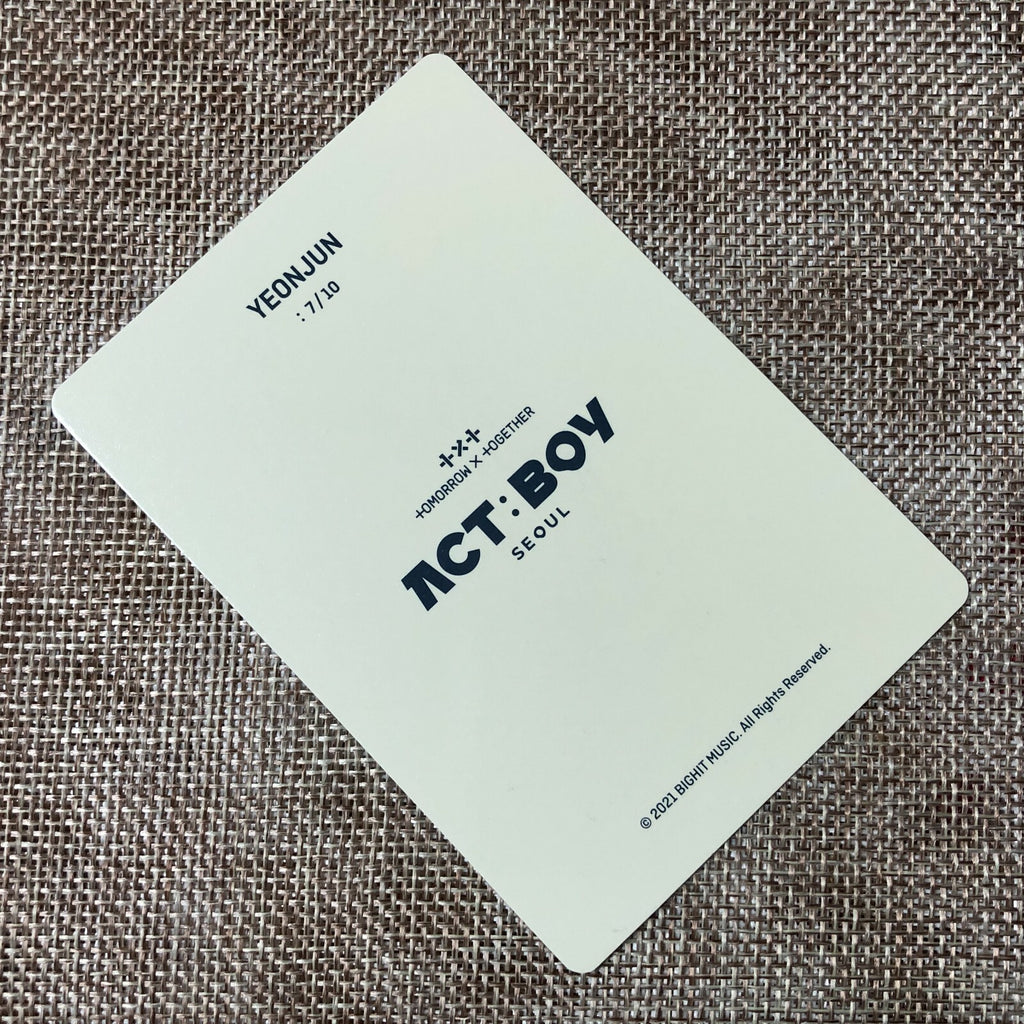 YEONJUN
: 7/10
TXT
TOMORROW X TOGETHER
ACT:BOY
SEOUL
© 2021 BIGHIT MUSIC. All Rights Reserved.